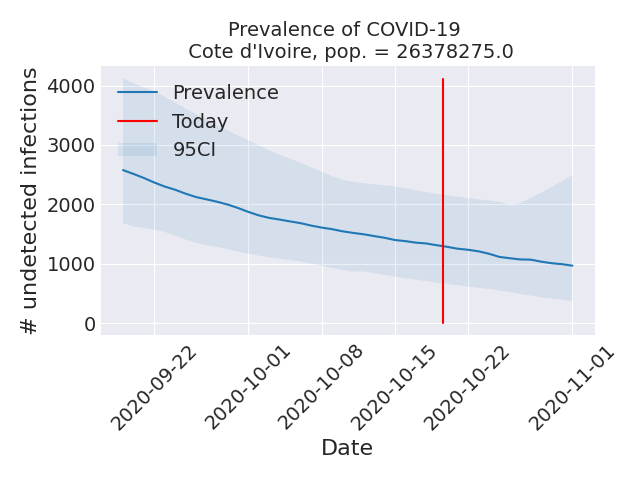 Prevalence of COVID-19
Cote d'Ivoire, pop. = 26378275.0
# undetected infections
4000
3000
2000
1000
0
Prevalence
Today
95CI
2020-09-22
2020-10-01
2020-10-08
2020-10-15
2020-10-22
2020-11-01
Date